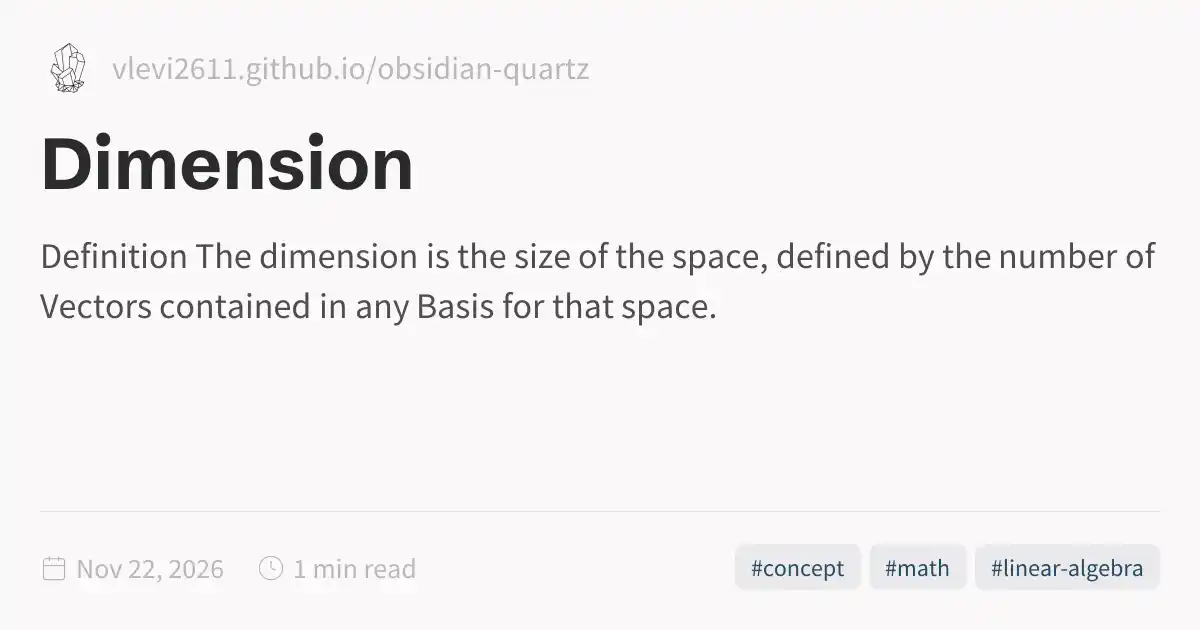 vlevi2611.github.io/obsidian-quartz
Dimension
Definition The dimension is the size of the space, defined by the number of
Vectors contained in any Basis for that space.
Nov 22, 2026 1 min read #concept #math #linear-algebra